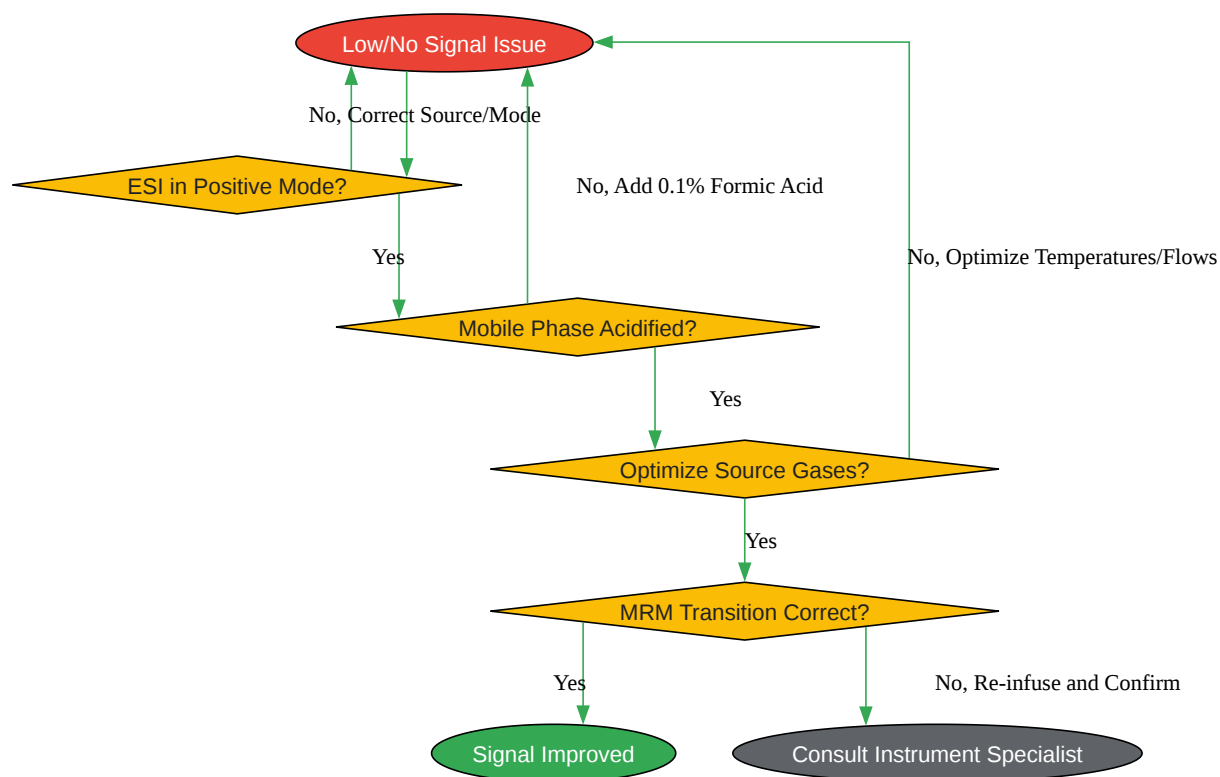 Low/No Signal Issue
No, Correct Source/Mode
ESI in Positive Mode?
No, Add 0.1% Formic Acid
Yes
No, Optimize Temperatures/Flows
Mobile Phase Acidified?
Yes
Optimize Source Gases?
Yes
MRM Transition Correct?
Yes
No, Re-infuse and Confirm
Signal Improved
Consult Instrument Specialist